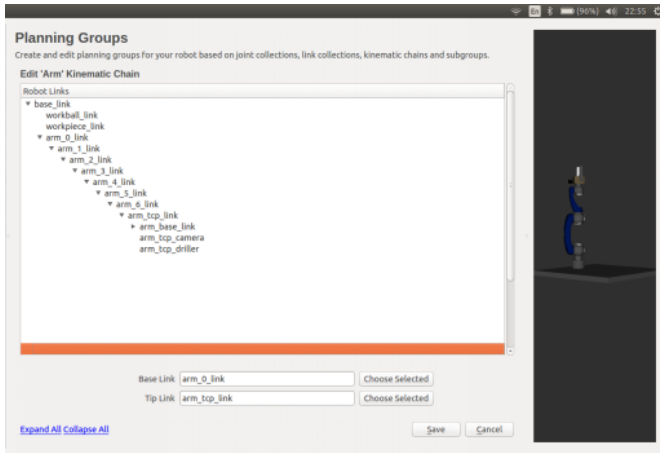 En (96%) 22:55
Planning Groups
Create and edit planning groups for your robot based on joint collections, link collections, kinematic chains and subgroups.
Edit 'Arm' Kinematic Chain
Robot Links
base_link
workball_link
workpiece_link
arm_0_link
arm_1_link
arm_2_link
arm_3_link
arm_4_link
arm_5_link
arm_6_link
arm_tcp_link
arm_base_link
arm_tcp_camera
arm_tcp_driller
Base Link arm_0_link Choose Selected
Tip Link arm_tcp_link Choose Selected
Expand All Collapse All Save Cancel